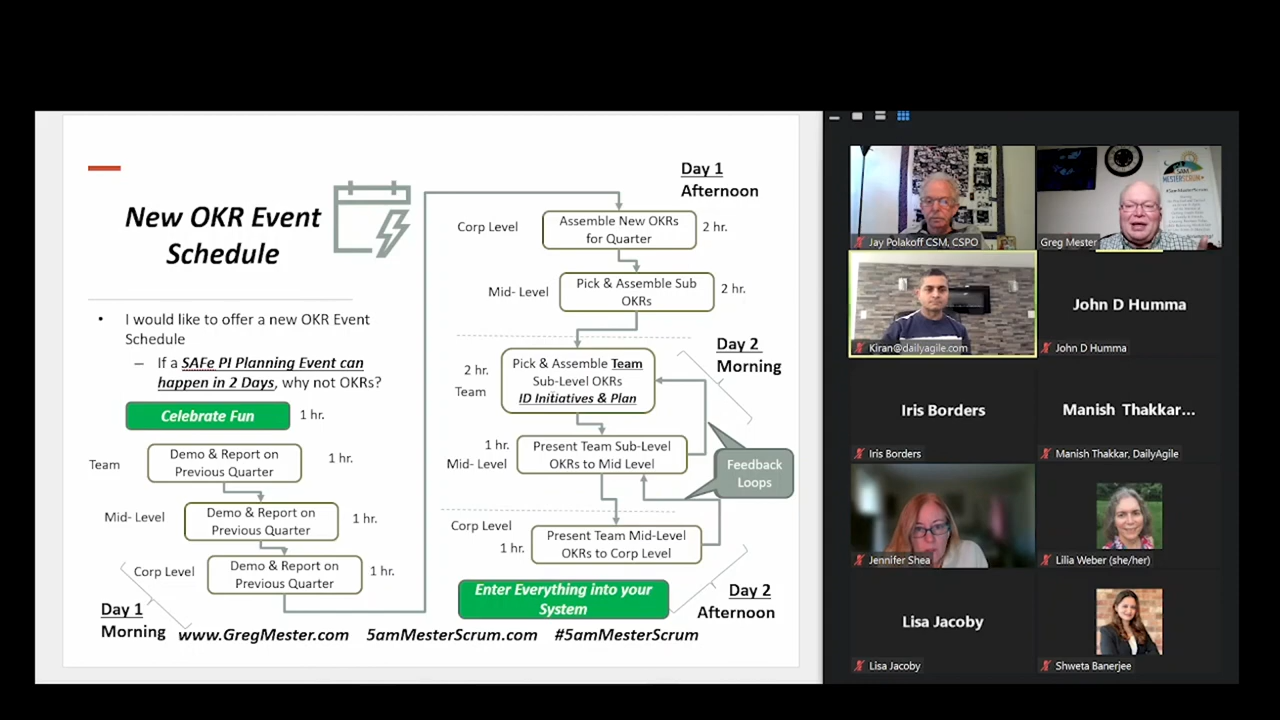 New OKR Event
Schedule
• I would like to offer a new OKR Event
Schedule
– If a SAFe PI Planning Event can
happen in 2 Days, why not OKRs?
Celebrate Fun
1 hr.
Team
Demo & Report on
Previous Quarter
1 hr.
Mid- Level
Demo & Report on
Previous Quarter
1 hr.
Corp Level
Demo & Report on
Previous Quarter
1 hr.
Day 1
Morning
Day 1
Afternoon
Corp Level
Assemble New OKRs
for Quarter
2 hr.
Mid- Level
Pick & Assemble Sub
OKRs
2 hr.
Day 2
Morning
2 hr.
Team
Pick & Assemble Team
Sub-Level OKRs
ID Initiatives & Plan
1 hr.
Mid- Level
Present Team Sub-Level
OKRs to Mid Level
Feedback
Loops
Corp Level
1 hr.
Present Team Mid-Level
OKRs to Corp Level
Enter Everything into your
System
Day 2
Afternoon
www.GregMester.com 5amMesterScrum.com #5amMesterScrum
Jay Polakoff CSM, CSPO
5AM
MESTERSCRUM
Greg Mester
Kiran@dailyagile.com
John D Humma
John D Humma
Iris Borders
Iris Borders
Manish Thakkar...
Manish Thakkar, DailyAgile
Jennifer Shea
Lilia Weber (she/her)
Lisa Jacoby
Lisa Jacoby
Shweta Banerjee